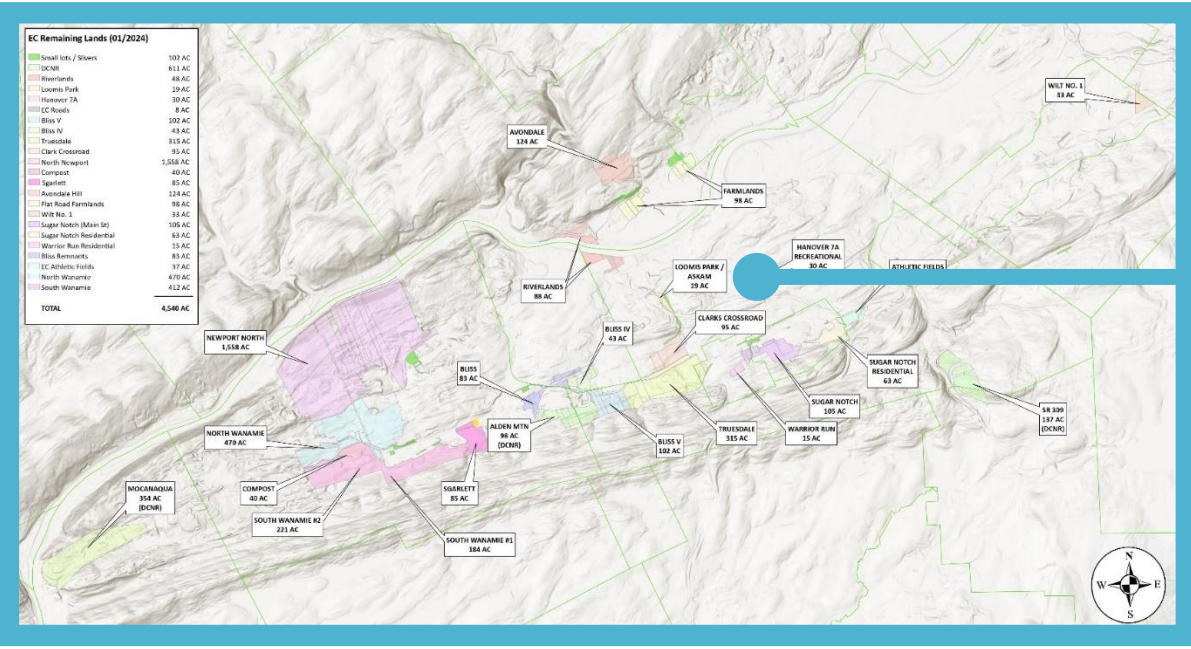 EC Remaining Lands (01/2024)
Small lots / Slivers 102 AC
DCNR 611 AC
Riverlands 48 AC
Loomis Park 19 AC
Hanover 7A 30 AC
EC Roads 8 AC
Bliss V 102 AC
Bliss IV 43 AC
Truesdale 315 AC
Clark Crossroad 95 AC
North Newport 1,558 AC
Compost 40 AC
Sgarlett 85 AC
Avondale Hill 124 AC
Flat Road Farmlands 98 AC
Wilt No. 1 33 AC
Sugar Notch (Main St) 105 AC
Sugar Notch Residential 63 AC
Warrior Run Residential 15 AC
Bliss Remnants 83 AC
EC Athletic Fields 37 AC
North Wanamie 470 AC
South Wanamie 412 AC
TOTAL 4,540 AC
WILT NO. 1
33 AC
AVONDALE
124 AC
FARMLANDS
98 AC
HANOVER 7A
RECREATIONAL
30 AC
LOOMIS PARK /
ASKAM
19 AC
ATHLETIC FIELDS
RIVERLANDS
88 AC
CLARKS CROSSROAD
95 AC
BLISS IV
43 AC
NEWPORT NORTH
1,558 AC
BLISS
83 AC
SUGAR NOTCH
RESIDENTIAL
63 AC
SUGAR NOTCH
105 AC
SR 309
137 AC
(DCNR)
ALDEN MTN
98 AC
(DCNR)
TRUESDALE
315 AC
WARRIOR RUN
15 AC
BLISS V
102 AC
NORTH WANAMIE
470 AC
MOCANAQUA
354 AC
(DCNR)
COMPOST
40 AC
SGARLETT
85 AC
SOUTH WANAMIE #2
221 AC
SOUTH WANAMIE #1
184 AC
N
W E
S